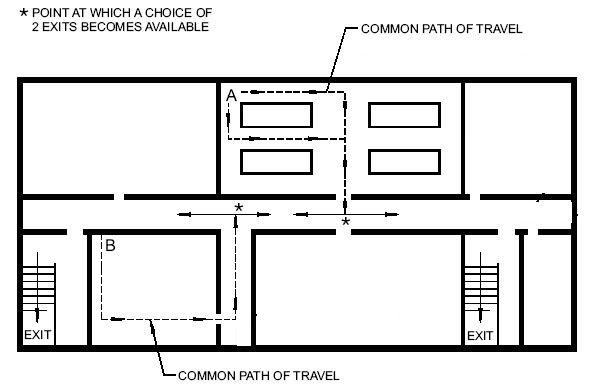 * POINT AT WHICH A CHOICE OF
2 EXITS BECOMES AVAILABLE
COMMON PATH OF TRAVEL
A
*
*
B
EXIT
EXIT
COMMON PATH OF TRAVEL